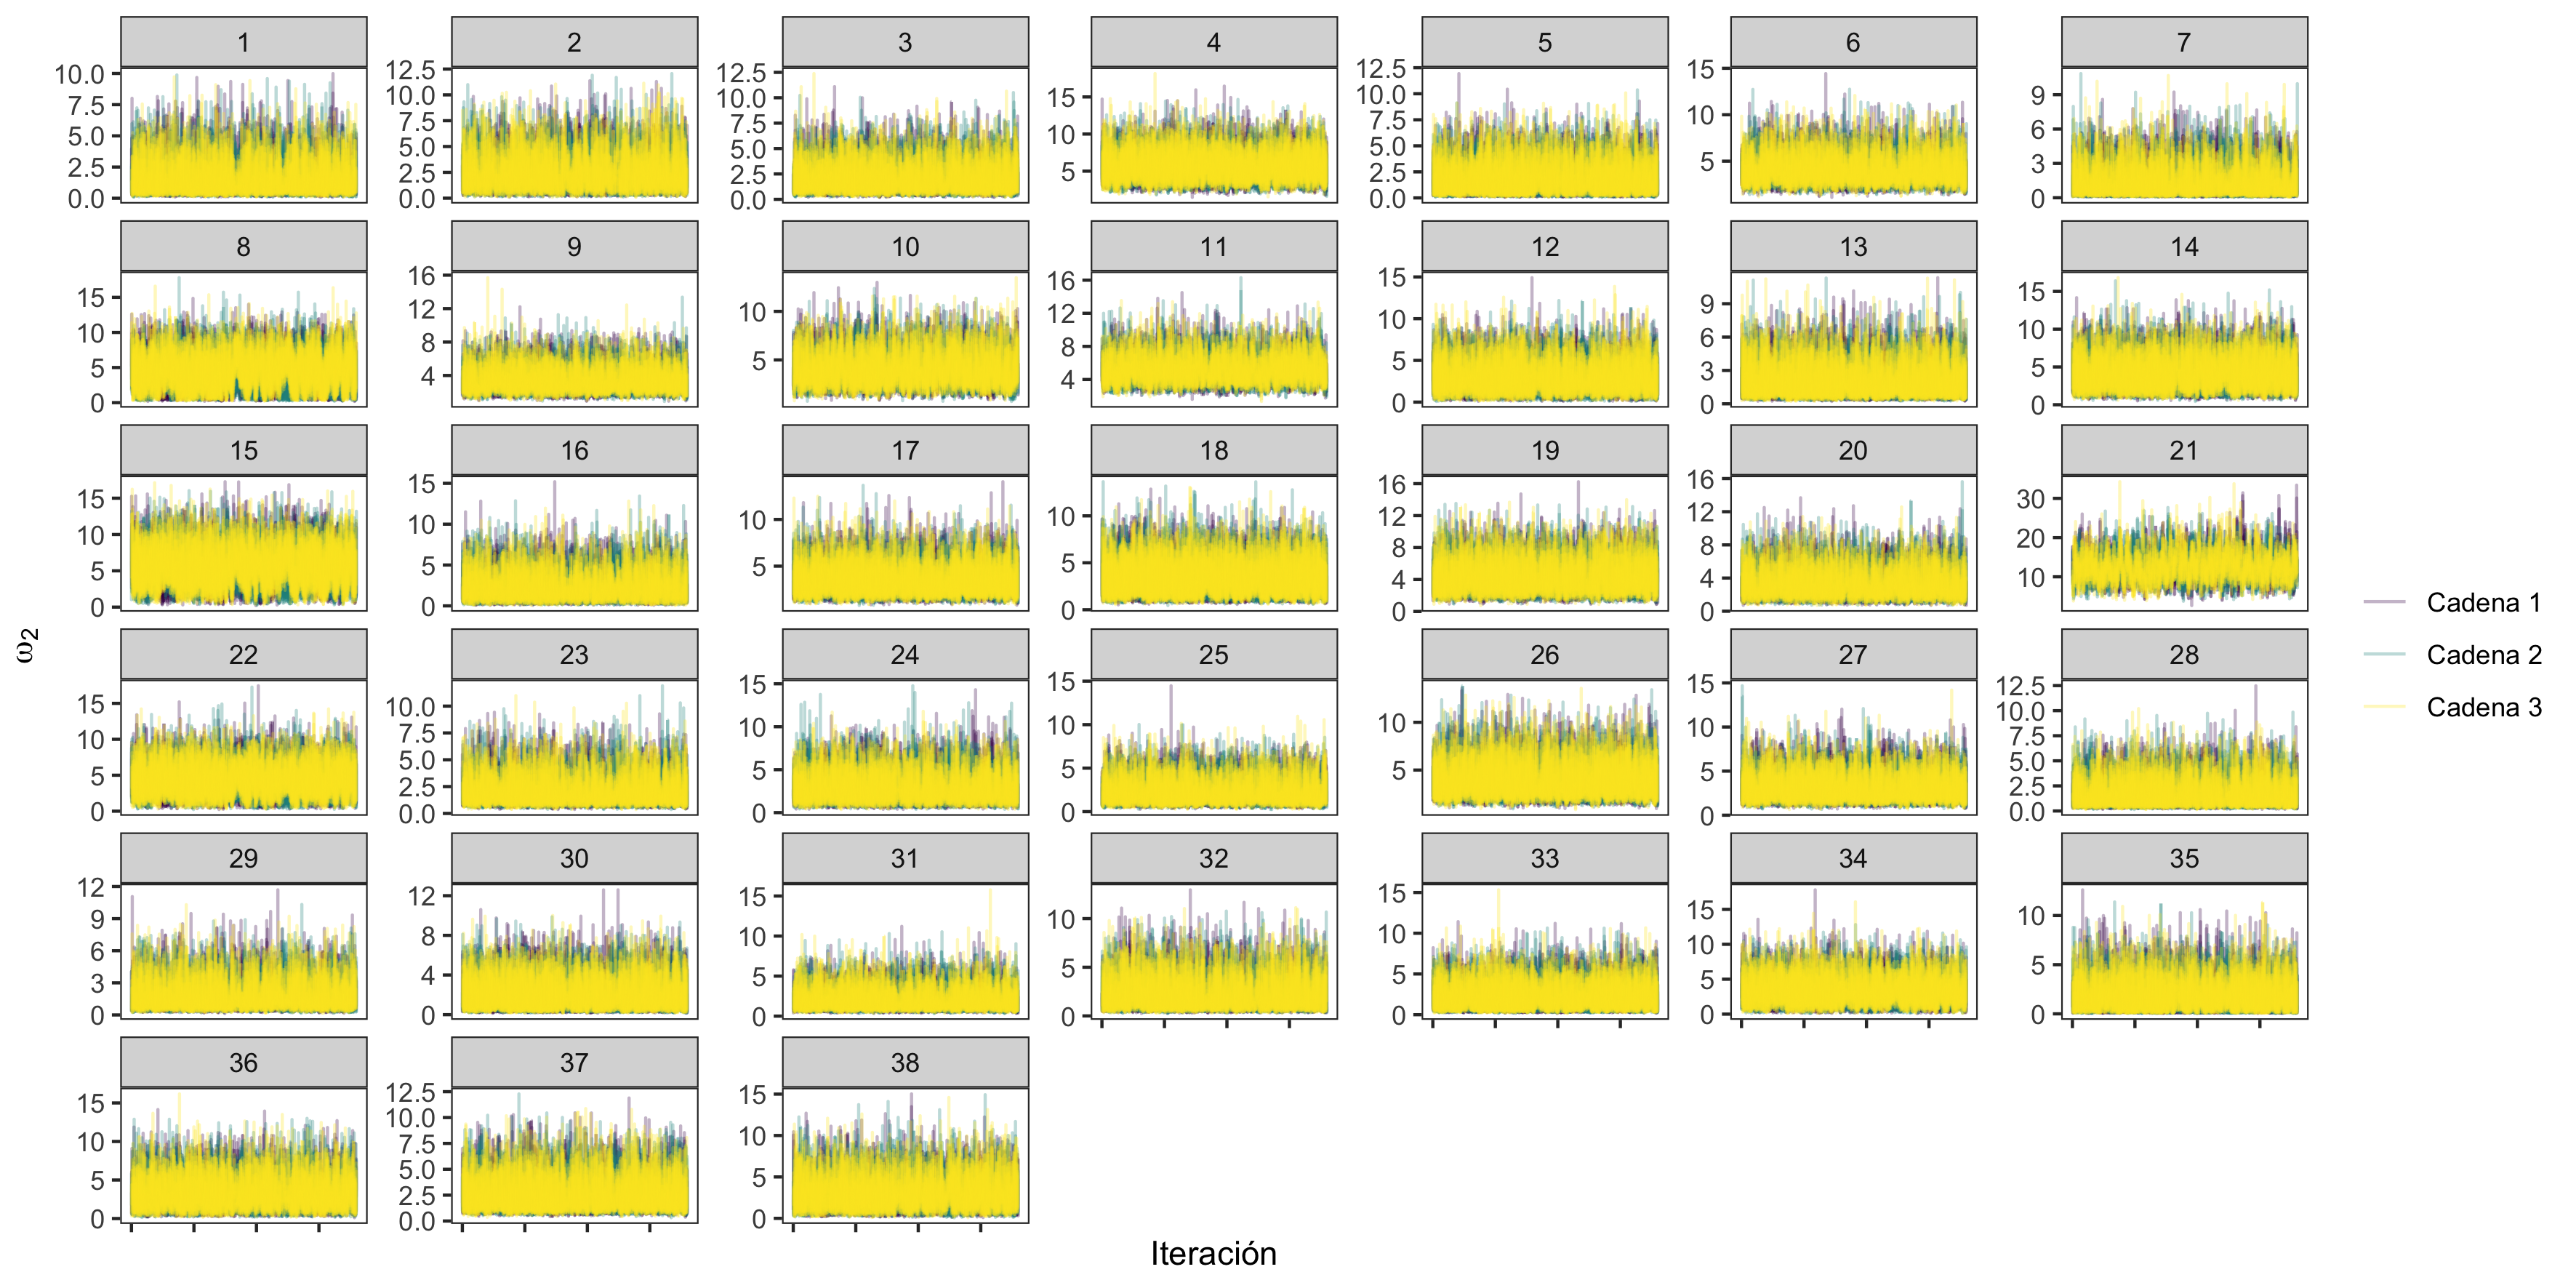 1 2 3 4 5 6 7
10.0 12.5 12.5 15 12.5 15 9
7.5 10.0 10.0 10 10.0 10 6
5.0 7.5 7.5 5 7.5 5 3
2.5 5.0 5.0 5.0 0
0.0 2.5 2.5 2.5
0.0 0.0 0.0
8 9 10 11 12 13 14
15 16 10 16 15 9 15
10 12 5 12 10 6 10
5 8 8 5 3 5
0 4 4 0 0 0
15 16 17 18 19 20 21
15 15 10 10 16 16 30
10 10 5 5 12 12 20
5 5 0 8 8 10
0 0 4 4
0 0
22 23 24 25 26 27 28
15 10.0 15 15 10 15 12.5
10 7.5 10 10 5 10 10.0
5 5.0 5 5 5 7.5
0 2.5 0 0 0 5.0
0.0 2.5
0.0
29 30 31 32 33 34 35
12 12 15 10 15 15 10
9 8 10 5 10 10 5
6 4 5 0 5 5 0
3 0 0 0 0
0
36 37 38
15 12.5 15
10 10.0 10
5 7.5 5
0 5.0 0
2.5
0.0
ω2
Iteración
Cadena 1
Cadena 2
Cadena 3